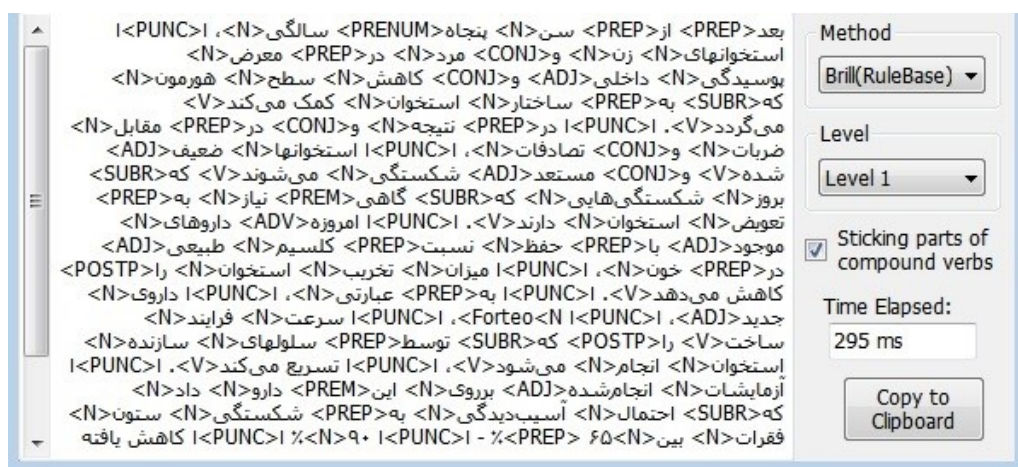 بعد<PREP> از<PREP> سن<N> پنجاه<PRENUM> سالگی<N>، ا<PUNC>ا
استخوانهای<N> زن<N> و<CONJ> مرد<N> در<PREP> معرض<N>
پوسیدگی<N> داخلی<ADJ> و<CONJ> کاهش<N> سطح<N> هورمون<N>
که<SUBR> به<PREP> ساختار<N> استخوان<N> کمک می‌کند<V>
می‌گردد<V>. ا<PUNC>ا در<PREP> نتیجه<N> و<CONJ> در<PREP> مقابل<N>
ضربات<N> و<CONJ> تصادفات<N>، ا<PUNC>ا استخوانها<N> ضعیف<ADJ>
شده<V> و<CONJ> مستعد<ADJ> شکستگی<N> می‌شوند<V> که<SUBR>
بروز<N> شکستگی‌هایی<N> که<SUBR> گاهی<PREM> نیاز<N> به<PREP>
تعویض<N> استخوان<N> دارند<V>. ا<PUNC>ا امروزه<ADV> داروهای<N>
موجود<ADJ> با<PREP> حفظ<N> نسبت<PREP> کلسیم<N> طبیعی<ADJ>
در<PREP> خون<N>، ا<PUNC>ا میزان<N> تخریب<N> استخوان<N> را<POSTP>
کاهش می‌دهد<V>. ا<PUNC>ا به<PREP> عبارتی<N>، ا<PUNC>ا داروی<N>
جدید<ADJ>، ا<PUNC>ا Forteo<N>، ا<PUNC>ا سرعت<N> فرایند<N>
ساخت<V> را<POSTP> که<SUBR> توسط<PREP> سلولهای<N> سازنده<N>
استخوان<N> انجام<N> می‌شود<V>، ا<PUNC>ا تسریع می‌کند<V>. ا<PUNC>ا
آزمایشات<N> انجام‌شده<ADJ> برروی<N> این<PREM> دارو<N> داد<N>
که<SUBR> احتمال<N> آسیب‌دیدگی<N> به<PREP> شکستگی<N> ستون<N>
فقرات<N> بین<PREP> ۶۵<N>٪ - ا<PUNC>ا ۹۰<N>٪ ا<PUNC>ا کاهش یافته
Method
Brill(RuleBase)
Level
Level 1
Sticking parts of
compound verbs
Time Elapsed:
295 ms
Copy to
Clipboard